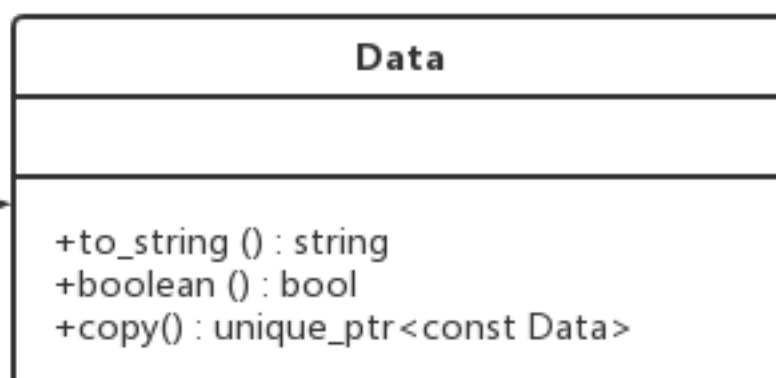 Data
+to_string () : string
+boolean () : bool
+copy() : unique_ptr<const Data>